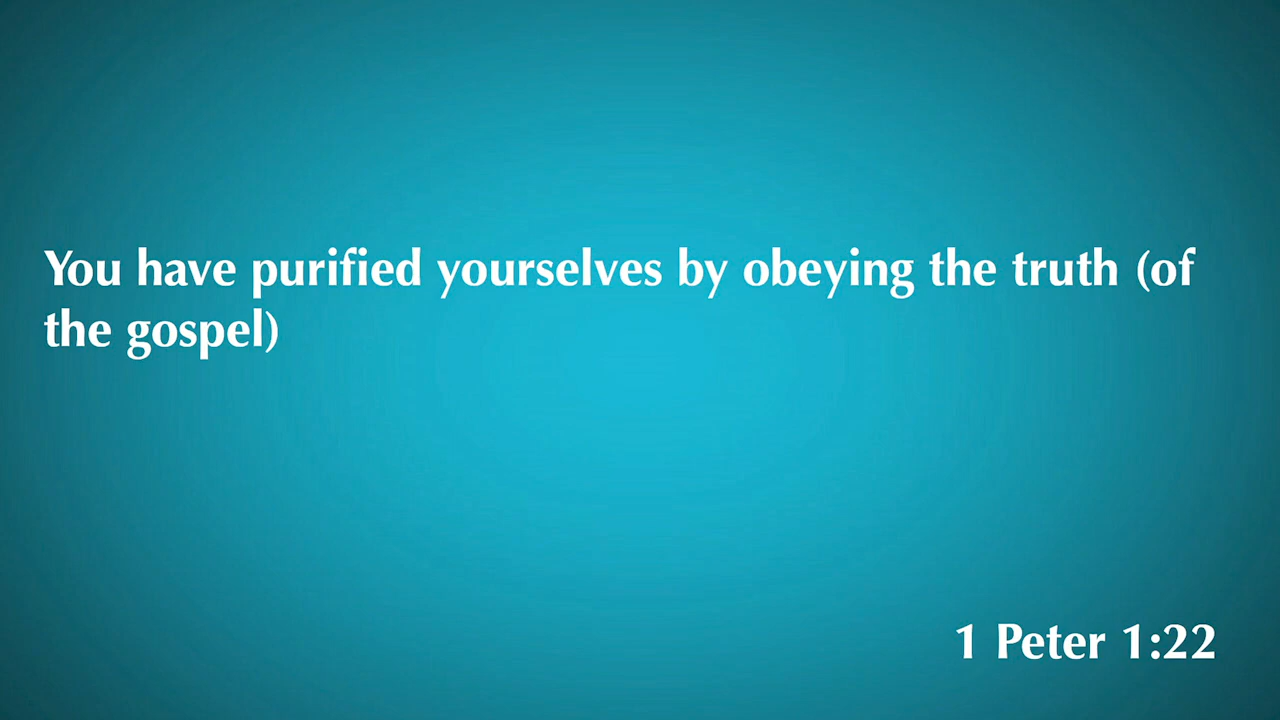 You have purified yourselves by obeying the truth (of
the gospel)
1 Peter 1:22